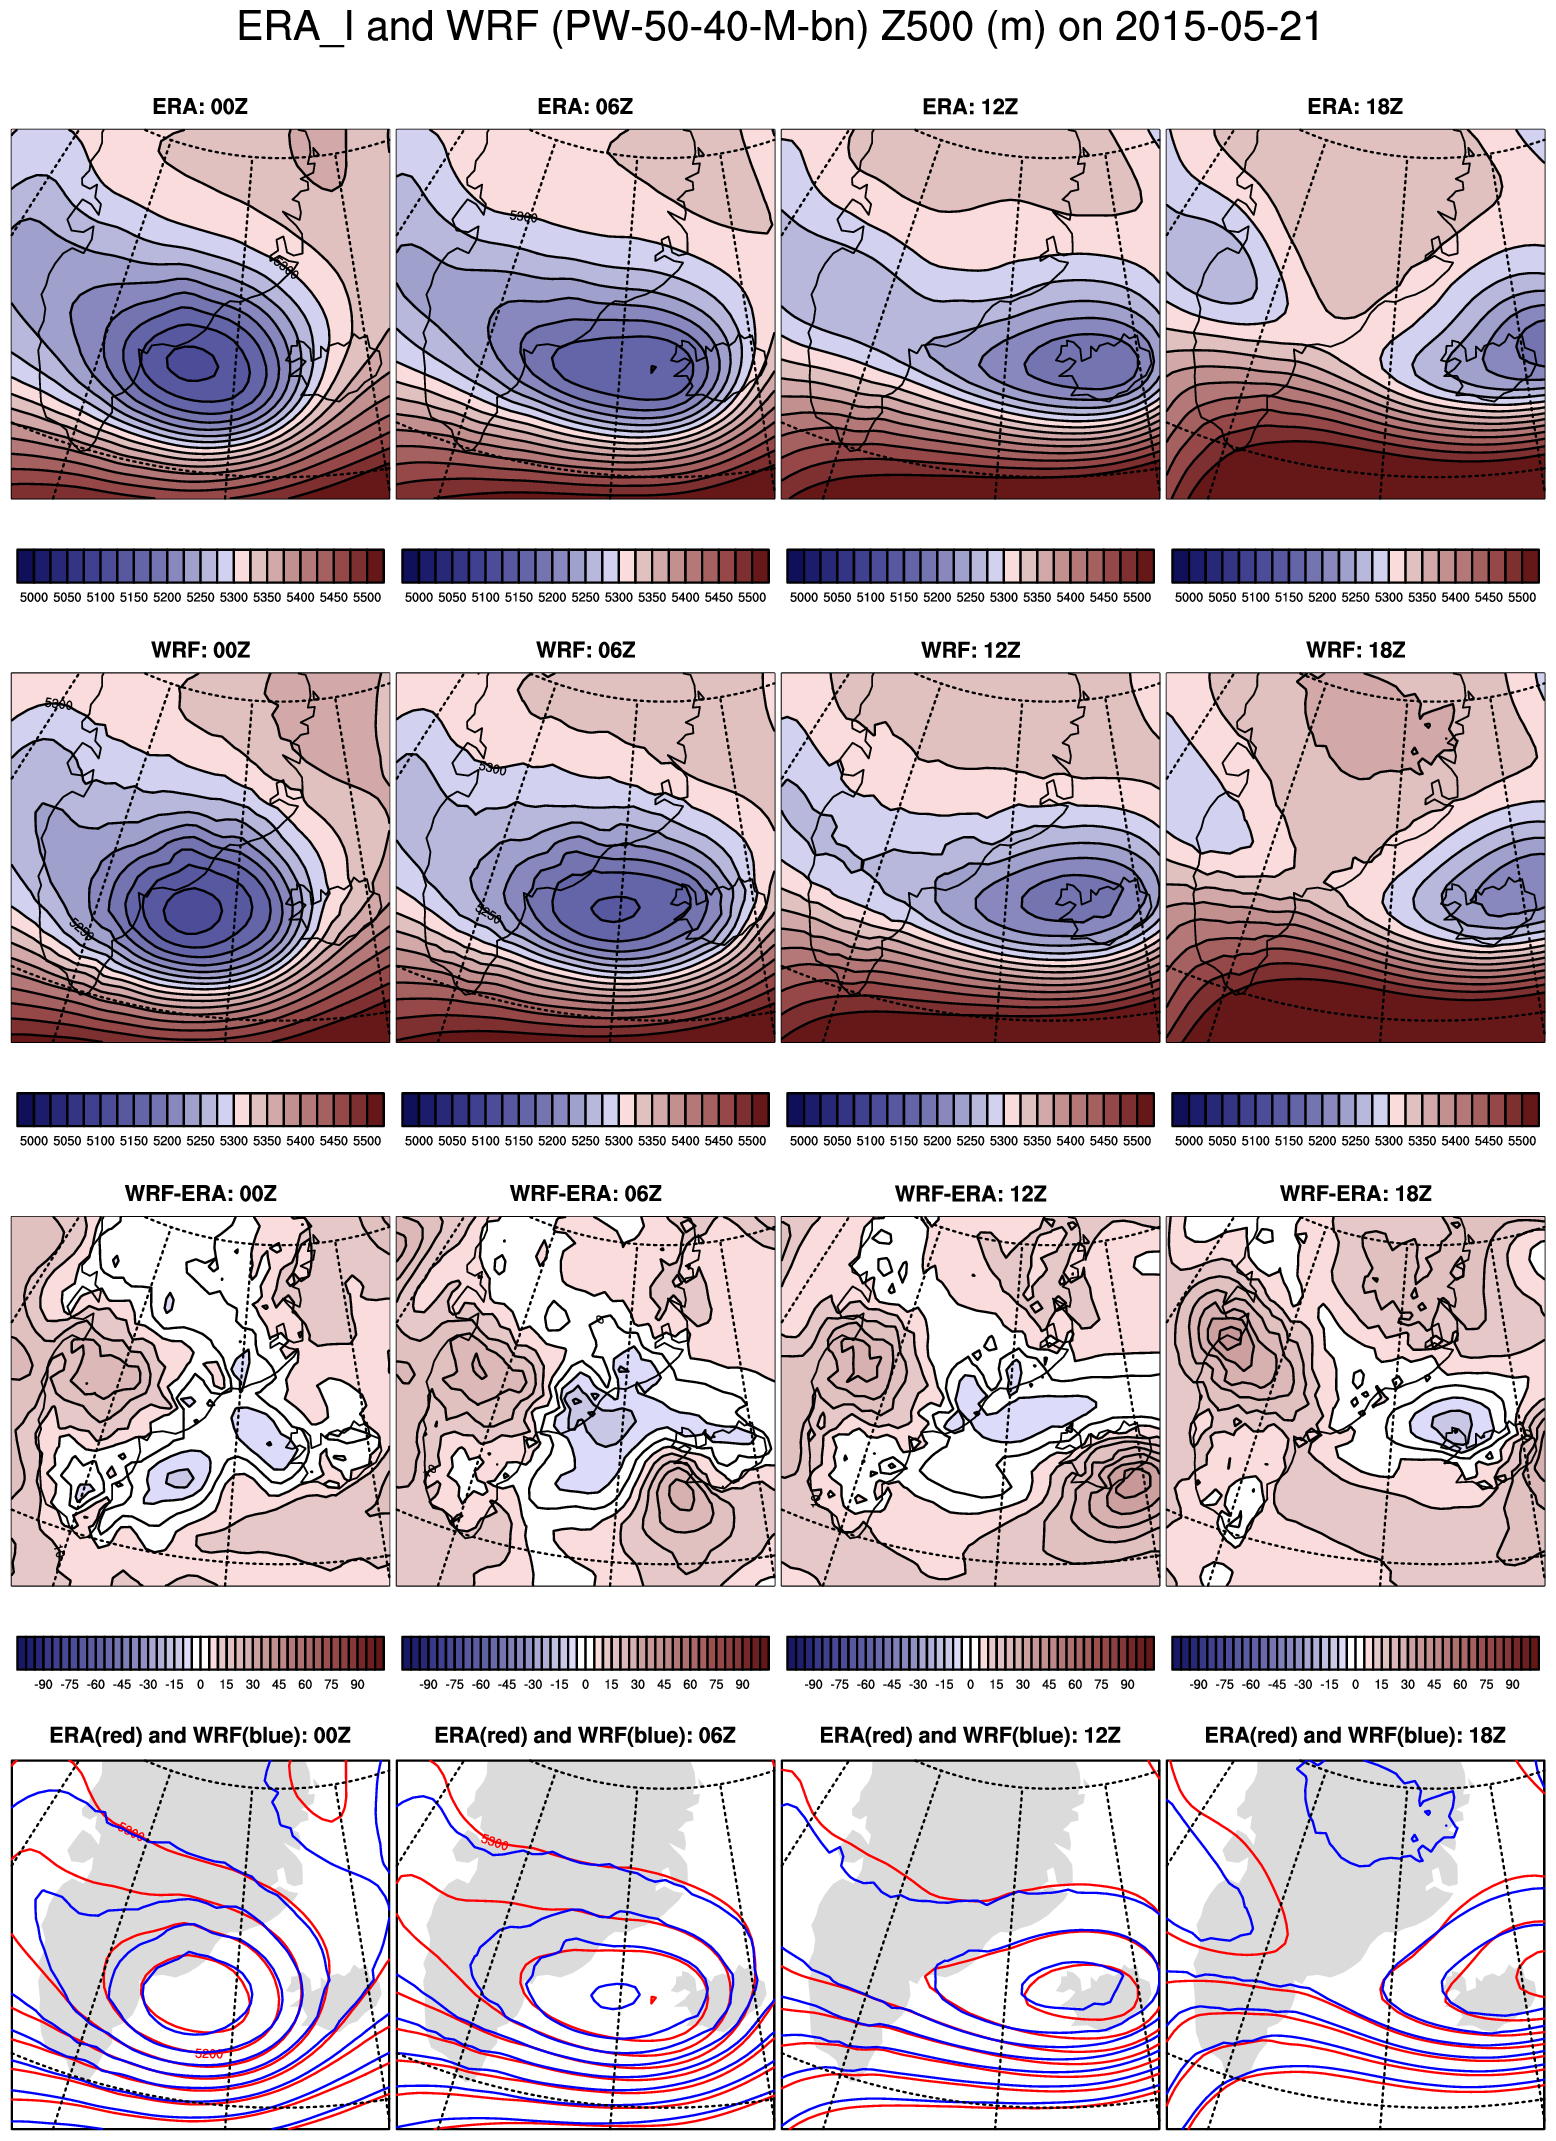 ERA_I and WRF (PW-50-40-M-bn) Z500 (m) on 2015-05-21
ERA: 00Z ERA: 06Z ERA: 12Z ERA: 18Z
5300
5300
5000 5050 5100 5150 5200 5250 5300 5350 5400 5450 5500 5000 5050 5100 5150 5200 5250 5300 5350 5400 5450 5500 5000 5050 5100 5150 5200 5250 5300 5350 5400 5450 5500 5000 5050 5100 5150 5200 5250 5300 5350 5400 5450 5500
WRF: 00Z WRF: 06Z WRF: 12Z WRF: 18Z
5300
5300
5250
5250
5000 5050 5100 5150 5200 5250 5300 5350 5400 5450 5500 5000 5050 5100 5150 5200 5250 5300 5350 5400 5450 5500 5000 5050 5100 5150 5200 5250 5300 5350 5400 5450 5500 5000 5050 5100 5150 5200 5250 5300 5350 5400 5450 5500
WRF-ERA: 00Z WRF-ERA: 06Z WRF-ERA: 12Z WRF-ERA: 18Z
-90 -75 -60 -45 -30 -15 0 15 30 45 60 75 90 -90 -75 -60 -45 -30 -15 0 15 30 45 60 75 90 -90 -75 -60 -45 -30 -15 0 15 30 45 60 75 90 -90 -75 -60 -45 -30 -15 0 15 30 45 60 75 90
ERA(red) and WRF(blue): 00Z ERA(red) and WRF(blue): 06Z ERA(red) and WRF(blue): 12Z ERA(red) and WRF(blue): 18Z
5300
5300
5200